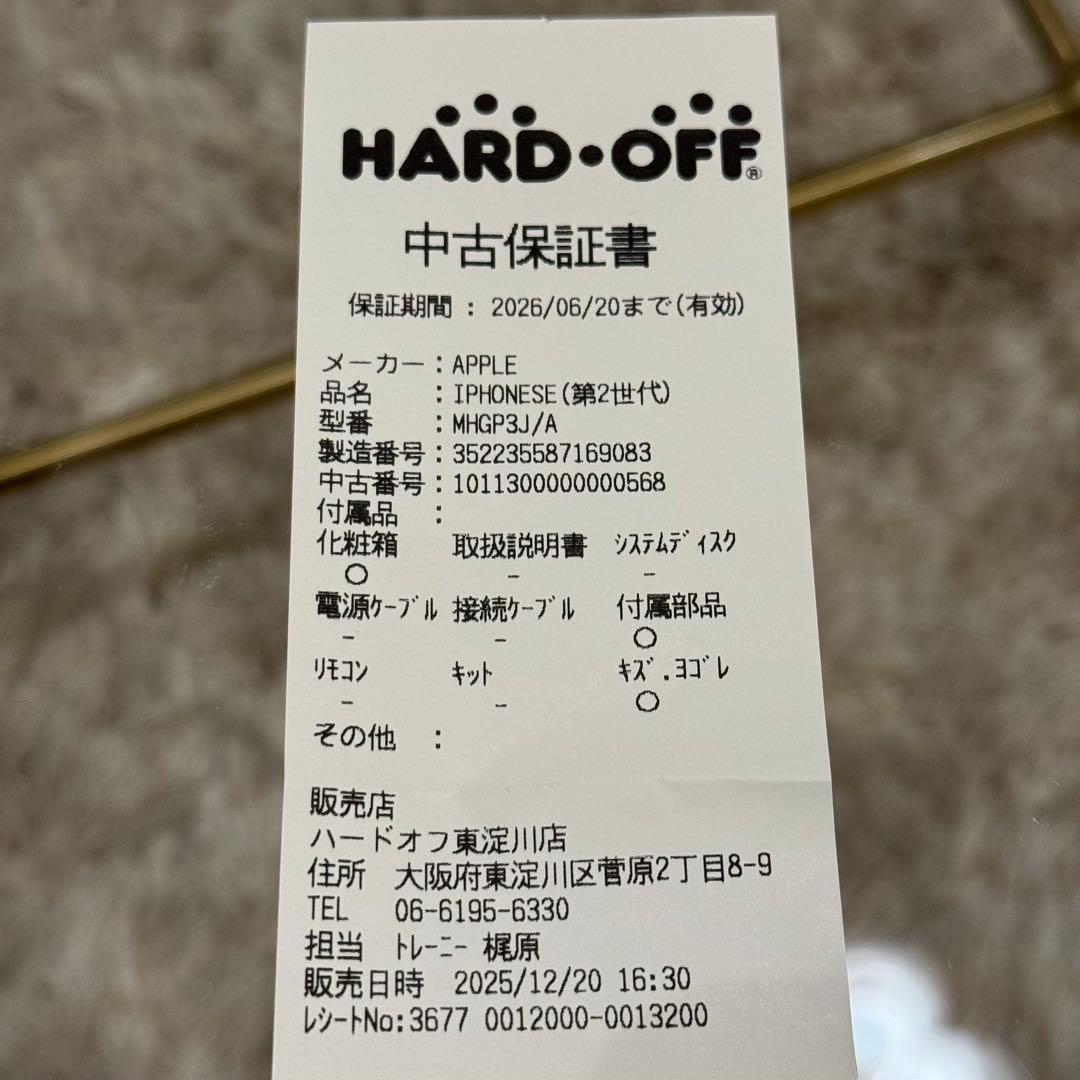 HARD・OFF®
中古保証書
保証期間 : 2026/06/20まで(有効)
メーカー:APPLE
品名 :IPHONESE(第2世代)
型番 :MHGP3J/A
製造番号:352235587169083
中古番号:1011300000000568
付属品 :
化粧箱 取扱説明書 ｼｽﾃﾑﾃﾞｨｽｸ
○ - -
電源ｹｰﾌﾞﾙ 接続ｹｰﾌﾞﾙ 付属部品
- - ○
ﾘﾓｺﾝ ｷｯﾄ ｷｽﾞ.ﾖｺﾞﾚ
- - ○
その他 :
販売店
ハードオフ東淀川店
住所 大阪府東淀川区菅原2丁目8-9
TEL 06-6195-6330
担当 ﾄﾚｰﾆｰ 梶原
販売日時 2025/12/20 16:30
ﾚｼｰﾄNo:3677 0012000-0013200